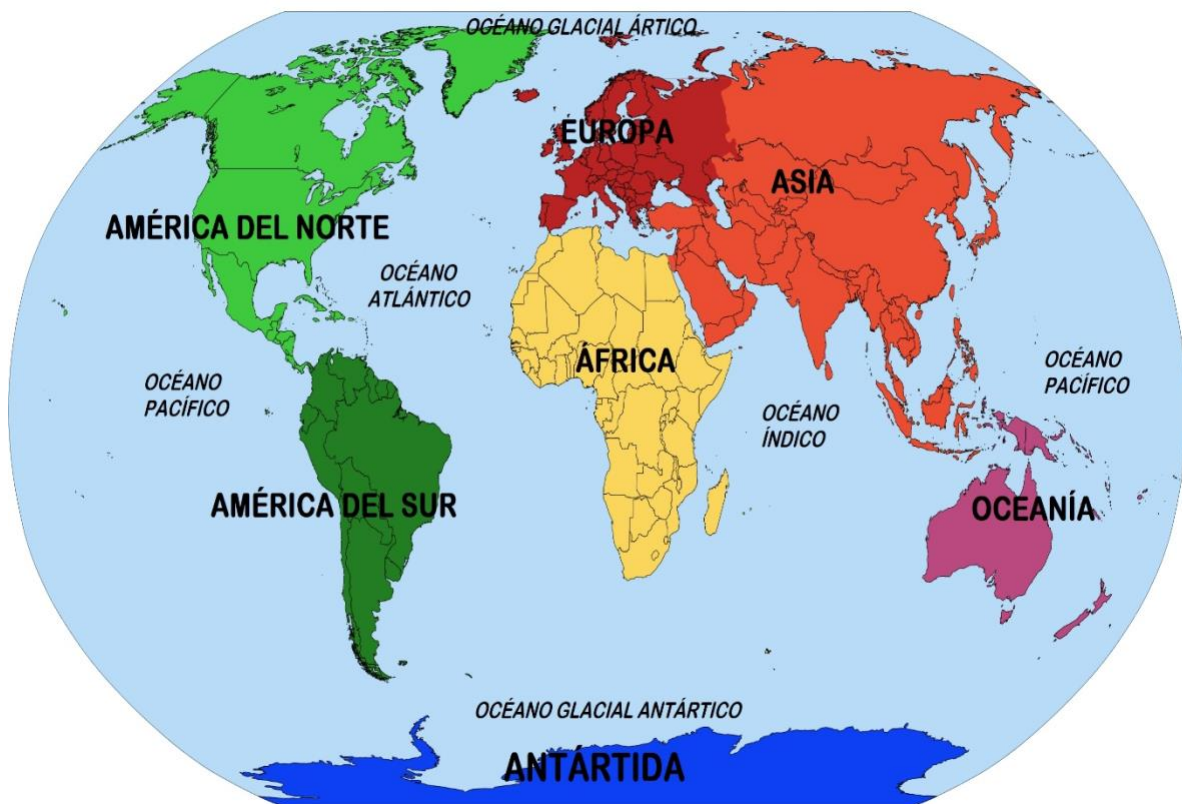 OCÉANO GLACIAL ÁRTICO
EUROPA
ASIA
AMÉRICA DEL NORTE
OCÉANO
ATLÁNTICO
ÁFRICA
OCÉANO
PACÍFICO
OCÉANO
PACÍFICO
OCÉANO
ÍNDICO
AMÉRICA DEL SUR
OCEANÍA
OCÉANO GLACIAL ANTÁRTICO
ANTÁRTIDA